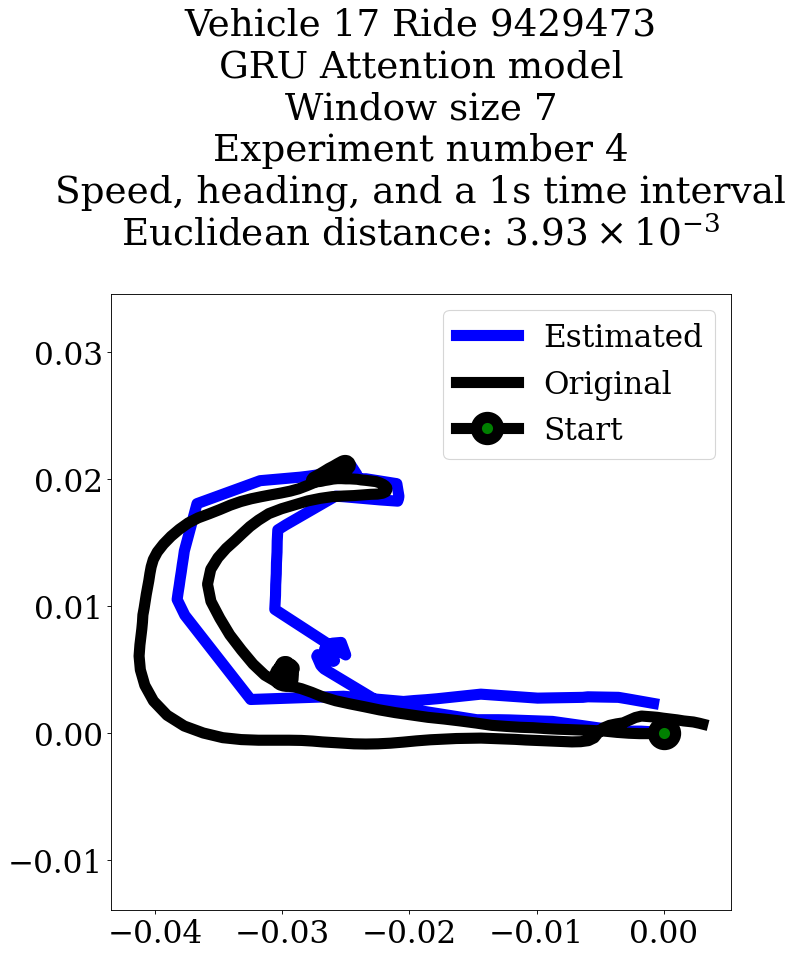 Vehicle 17 Ride 9429473
GRU Attention model
Window size 7
Experiment number 4
Speed, heading, and a 1s time interval
Euclidean distance: 3.93 × 10⁻³
Estimated
Original
Start
0.03
0.02
0.01
0.00
−0.01
−0.04 −0.03 −0.02 −0.01 0.00